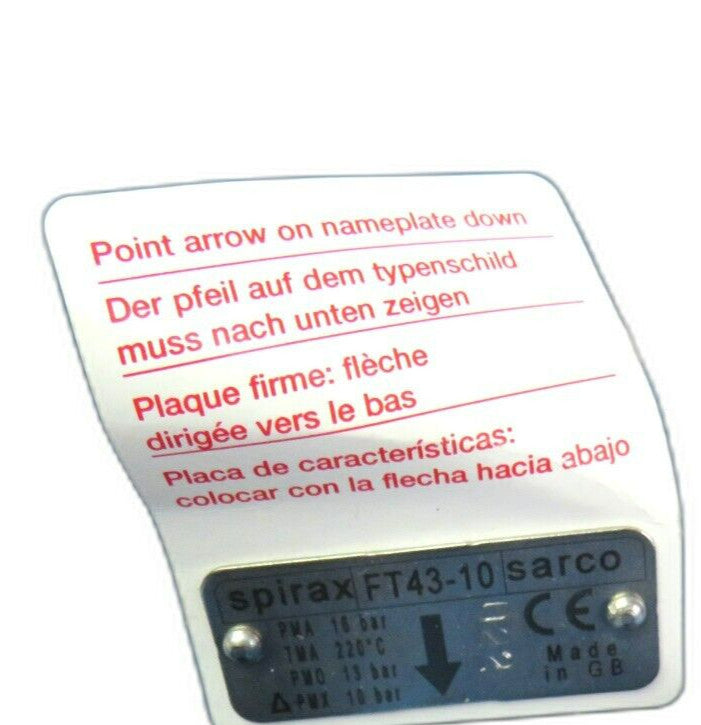 Point arrow on nameplate down
Der pfeil auf dem typenschild
muss nach unten zeigen
Plaque firme: flèche
dirigée vers le bas
Placa de características:
colocar con la flecha hacia abajo
spirax FT43-10 sarco
PMA 16 bar
TMA 220°C
PMO 13 bar
ΔPMX 10 bar
CE
Made
in GB